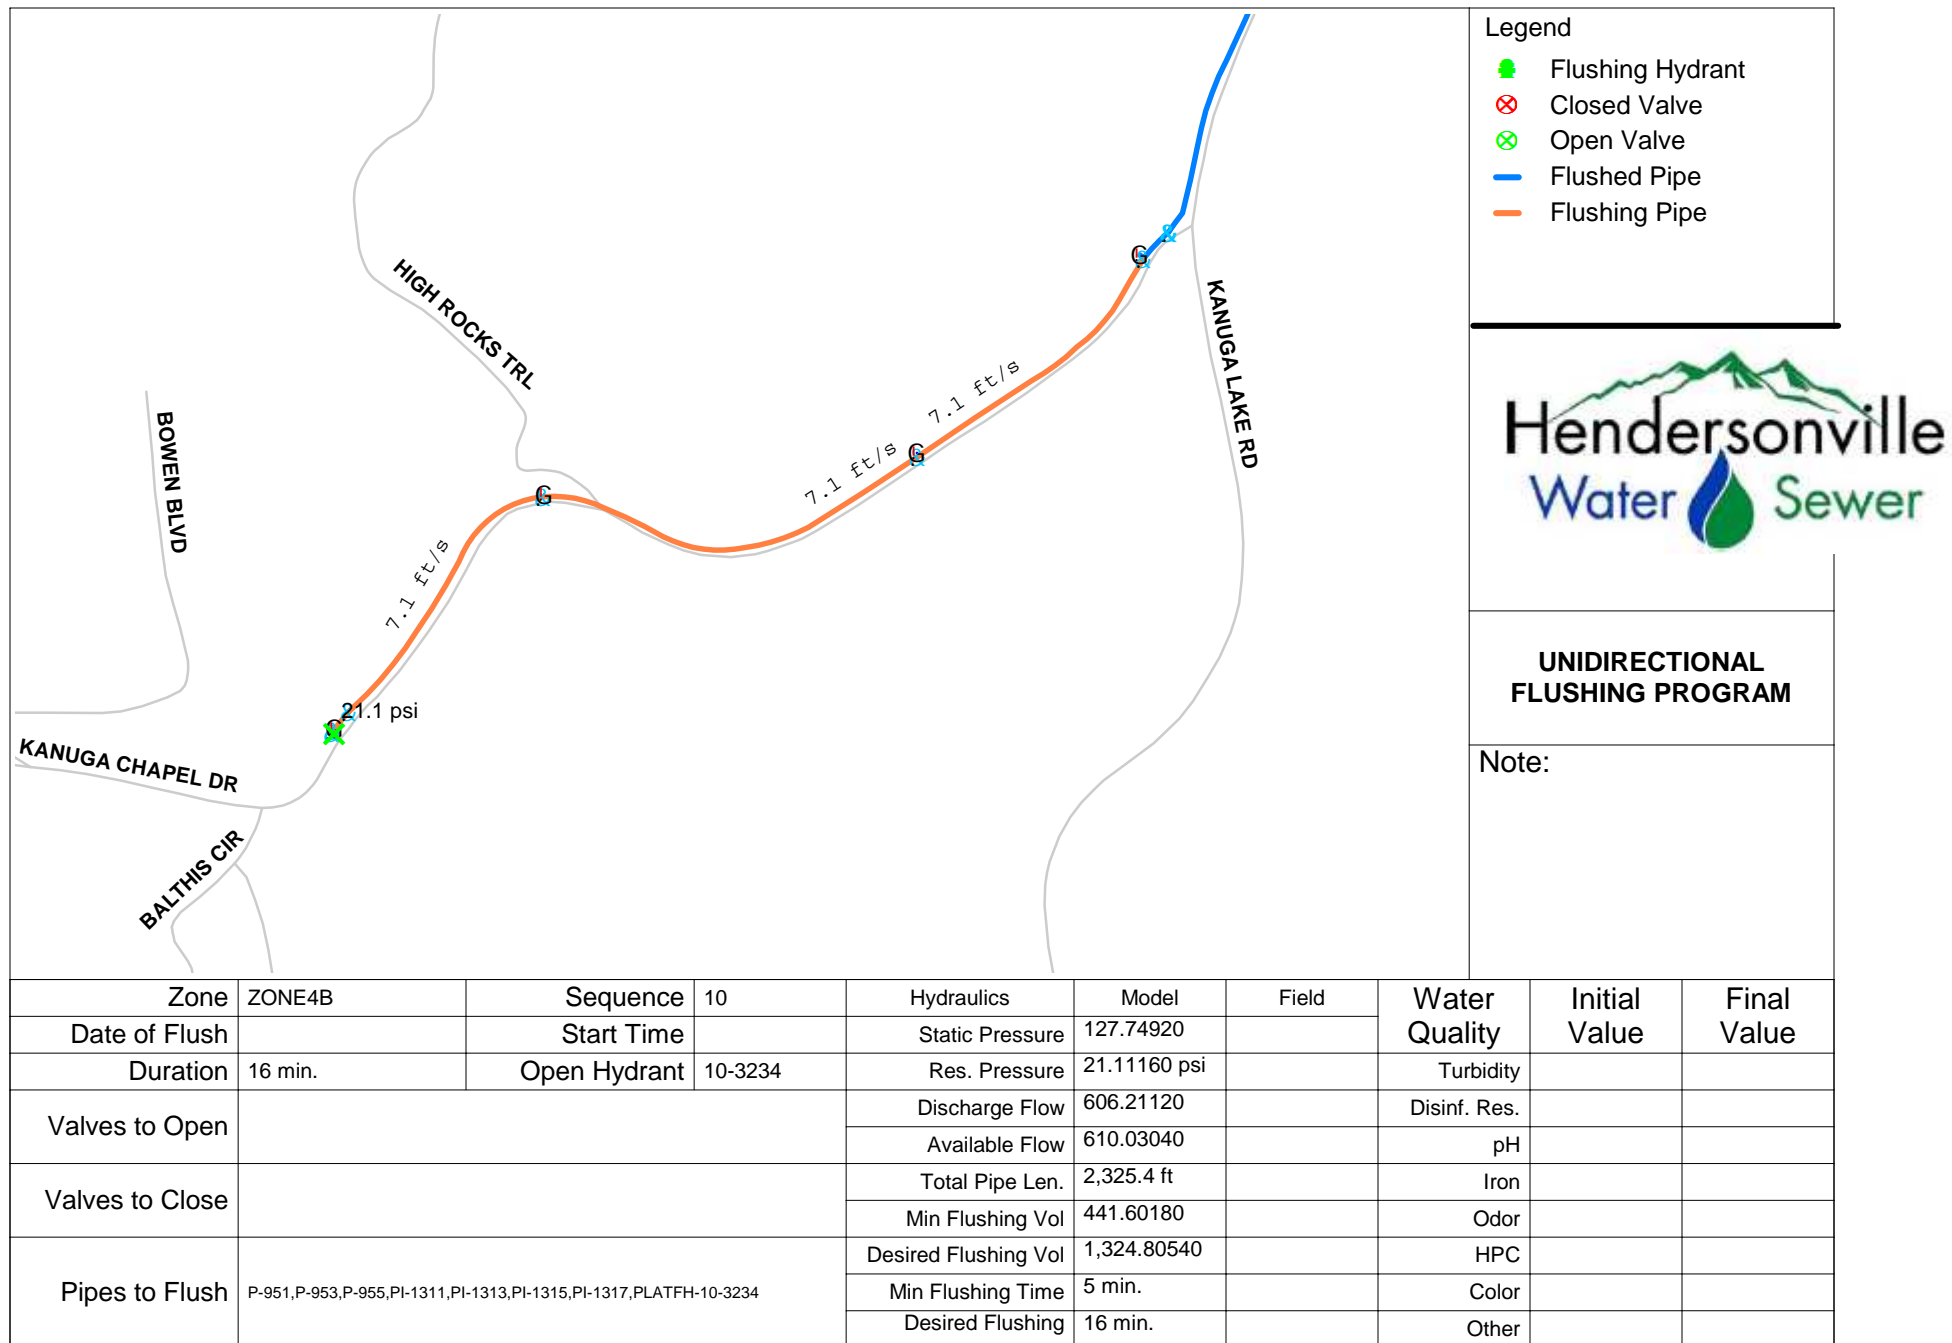 Legend
Flushing Hydrant
Closed Valve
Open Valve
Flushed Pipe
Flushing Pipe
HIGH ROCKS TRL
KANUGA LAKE RD
BOWEN BLVD
KANUGA CHAPEL DR
BALTHIS CIR
7.1 ft/s
7.1 ft/s
7.1 ft/s
21.1 psi
G
G
G
G
&
&
&
&
&
Hendersonville
Water Sewer
UNIDIRECTIONAL
FLUSHING PROGRAM
Note:
Zone ZONE4B Sequence 10 Hydraulics Model Field Water Quality Initial Value Final Value
Date of Flush Start Time Static Pressure 127.74920
Duration 16 min. Open Hydrant 10-3234 Res. Pressure 21.11160 psi Turbidity
Valves to Open Discharge Flow 606.21120 Disinf. Res.
Available Flow 610.03040 pH
Valves to Close Total Pipe Len. 2,325.4 ft Iron
Min Flushing Vol 441.60180 Odor
Desired Flushing Vol 1,324.80540 HPC
Pipes to Flush P-951,P-953,P-955,PI-1311,PI-1313,PI-1315,PI-1317,PLATFH-10-3234 Min Flushing Time 5 min. Color
Desired Flushing 16 min. Other